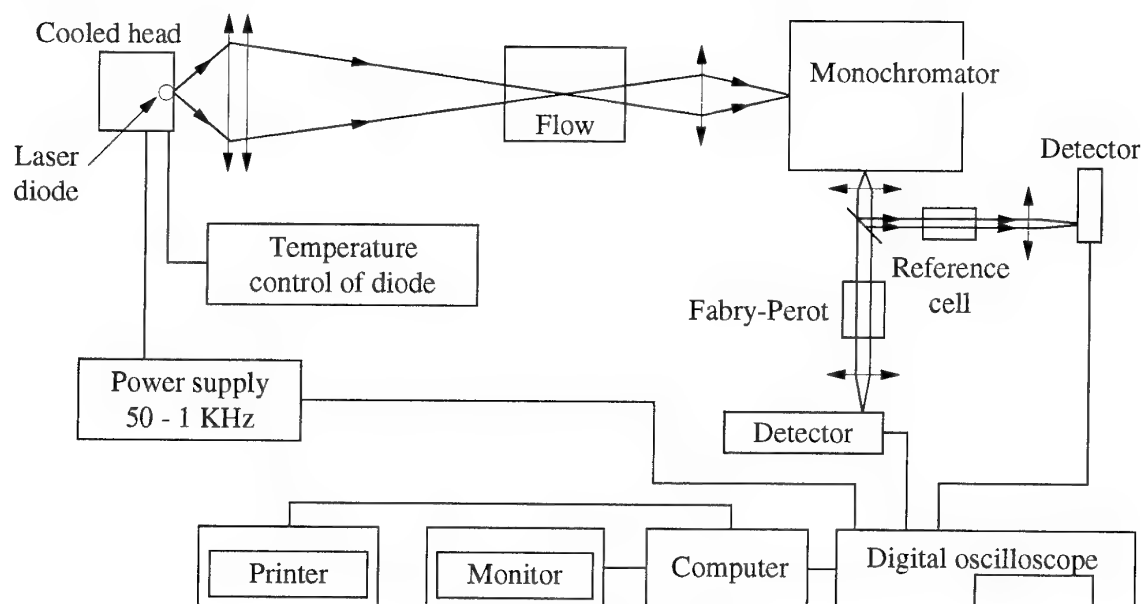 Cooled head
Laser
diode
Flow
Monochromator
Detector
Temperature
control of diode
Reference
cell
Fabry-Perot
Power supply
50 - 1 KHz
Detector
Printer
Monitor
Computer
Digital oscilloscope